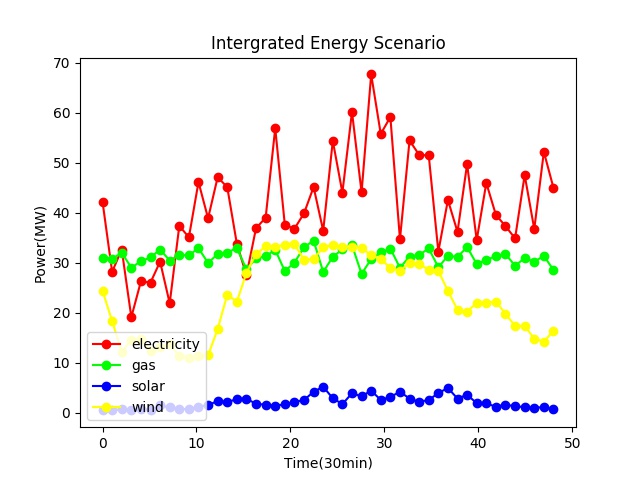 Intergrated Energy Scenario
Power(MW)
70
60
50
40
30
20
10
0
electricity
gas
solar
wind
0 10 20 30 40 50
Time(30min)